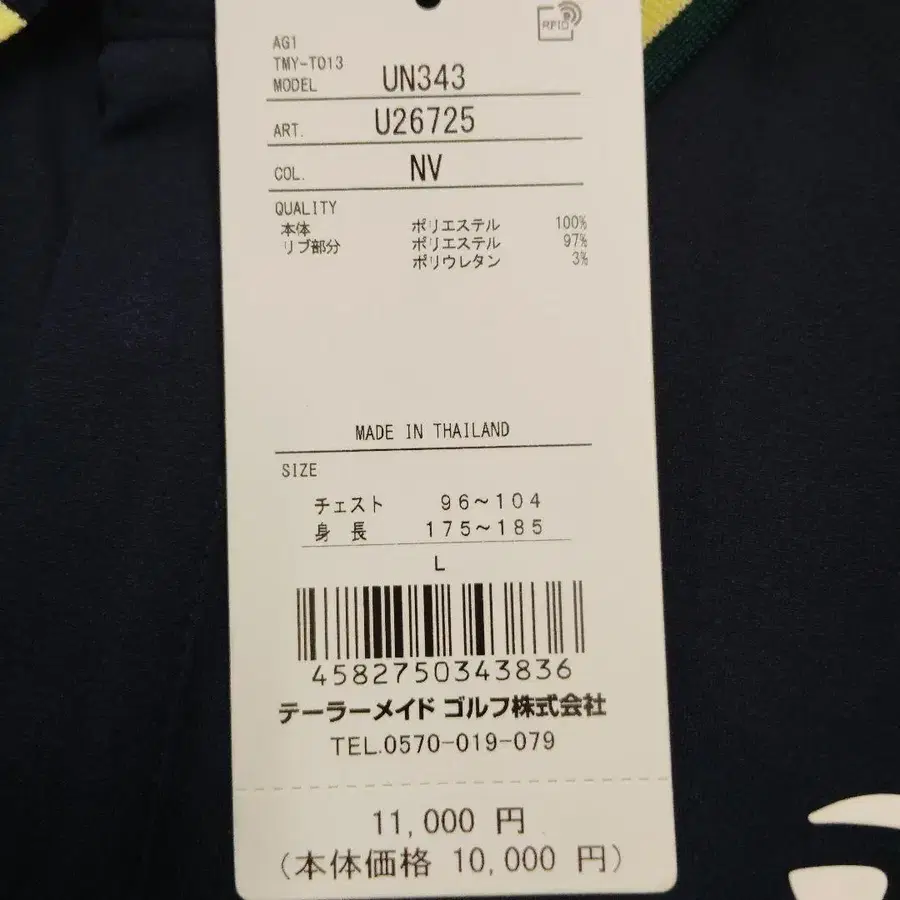 RFID
AG1
TMY-T013
MODEL UN343
ART. U26725
COL. NV
QUALITY
本体 ポリエステル 100%
リブ部分 ポリエステル 97%
ポリウレタン 3%
MADE IN THAILAND
SIZE
チェスト 96~104
身長 175~185
L
4582750343836
テーラーメイド ゴルフ株式会社
TEL.0570-019-079
11,000 円
(本体価格 10,000 円)